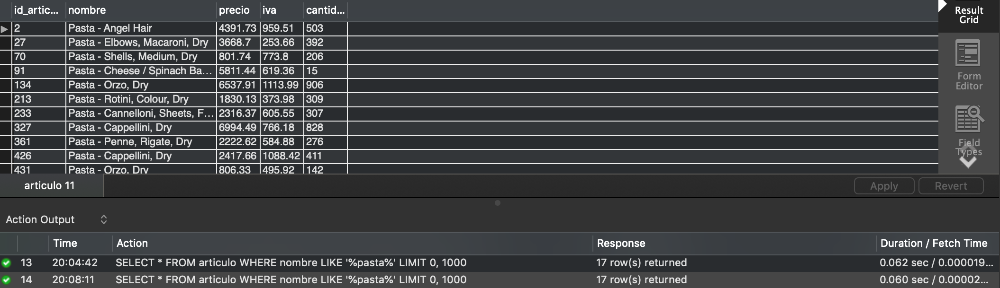 id_artic... nombre precio iva cantid...
2 Pasta - Angel Hair 4391.73 959.51 503
27 Pasta - Elbows, Macaroni, Dry 3668.7 253.66 392
70 Pasta - Shells, Medium, Dry 801.74 773.8 206
91 Pasta - Cheese / Spinach Ba... 5811.44 619.36 15
134 Pasta - Orzo, Dry 6537.91 1113.99 906
213 Pasta - Rotini, Colour, Dry 1830.13 373.98 309
233 Pasta - Cannelloni, Sheets, F... 2316.37 605.55 307
327 Pasta - Cappellini, Dry 6994.49 766.18 828
361 Pasta - Penne, Rigate, Dry 2222.62 584.88 276
426 Pasta - Cappellini, Dry 2417.66 1088.42 411
431 Pasta - Orzo, Dry 806.33 495.92 142
Result
Grid
Form
Editor
Field
Types
articulo 11
Apply Revert
Action Output
Time Action Response Duration / Fetch Time
13 20:04:42 SELECT * FROM articulo WHERE nombre LIKE '%pasta%' LIMIT 0, 1000 17 row(s) returned 0.062 sec / 0.000019...
14 20:08:11 SELECT * FROM articulo WHERE nombre LIKE '%pasta%' LIMIT 0, 1000 17 row(s) returned 0.060 sec / 0.00002...